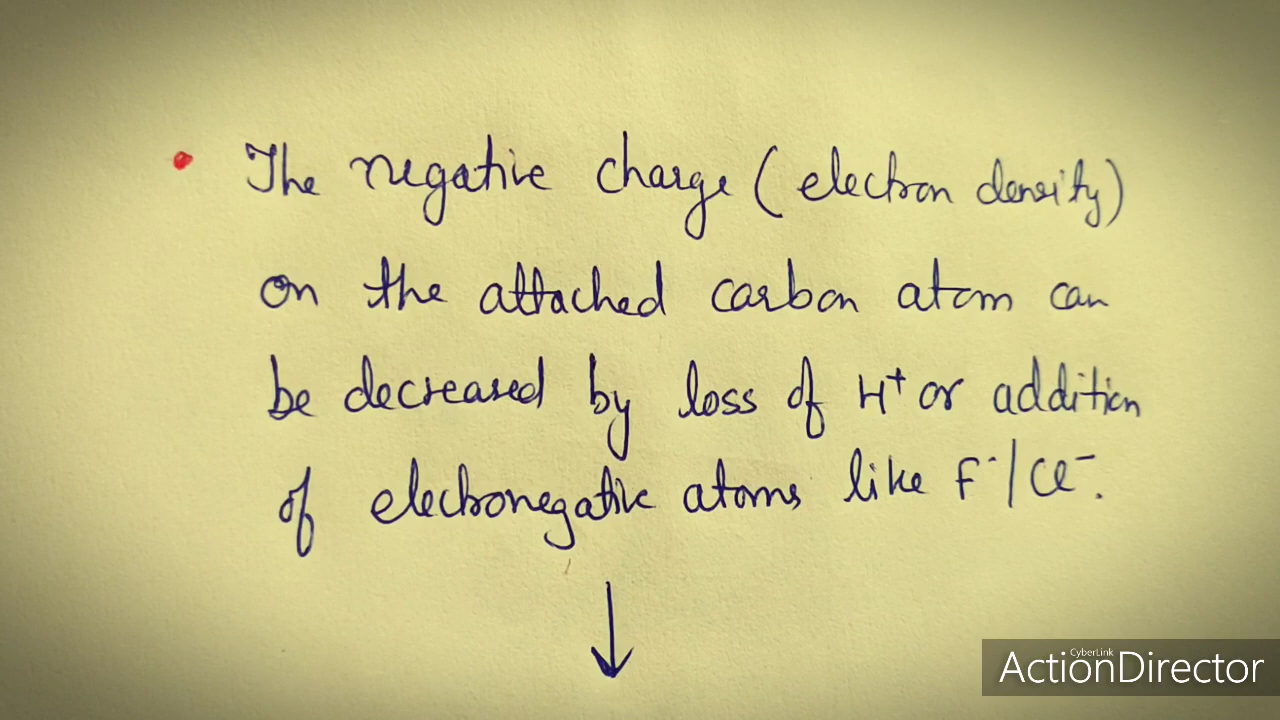 The negative charge (electron density)
on the attached carbon atom can
be decreased by loss of H⁺ or addition
of electronegative atoms like F⁻/Cl⁻.
CyberLink
ActionDirector